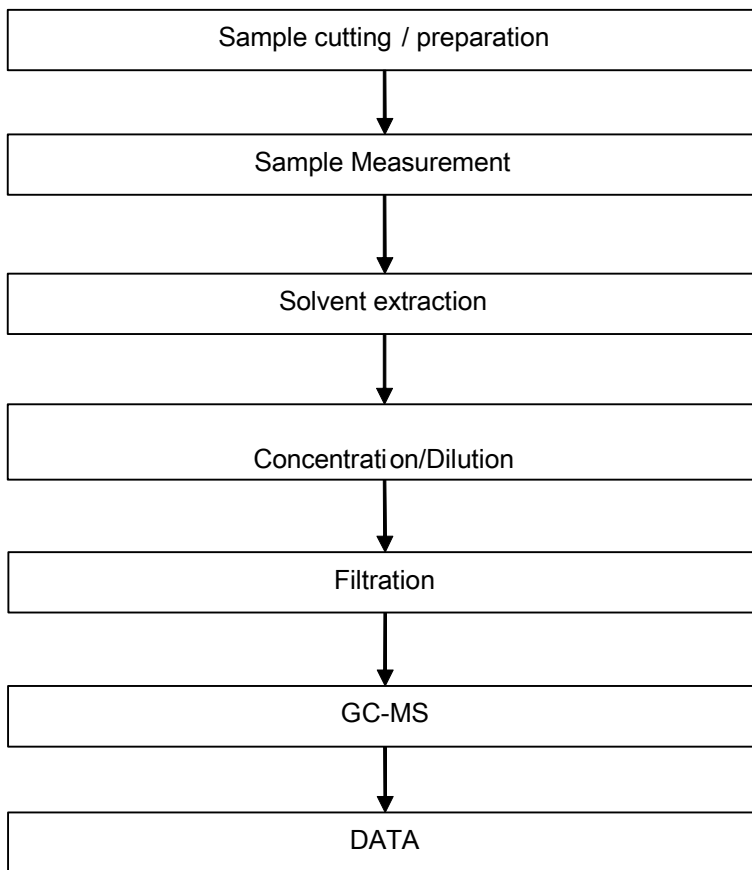 Sample cutting / preparation
Sample Measurement
Solvent extraction
Concentration/Dilution
Filtration
GC-MS
DATA